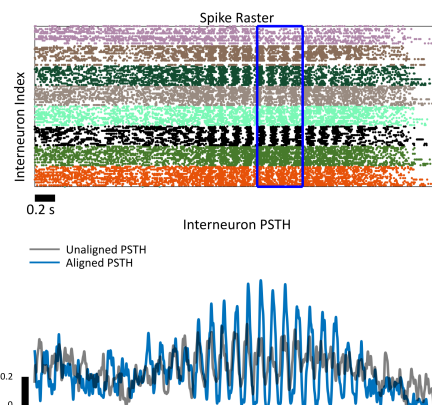 Spike Raster
Interneuron Index
0.2 s
Interneuron PSTH
Unaligned PSTH
Aligned PSTH
0.2
0